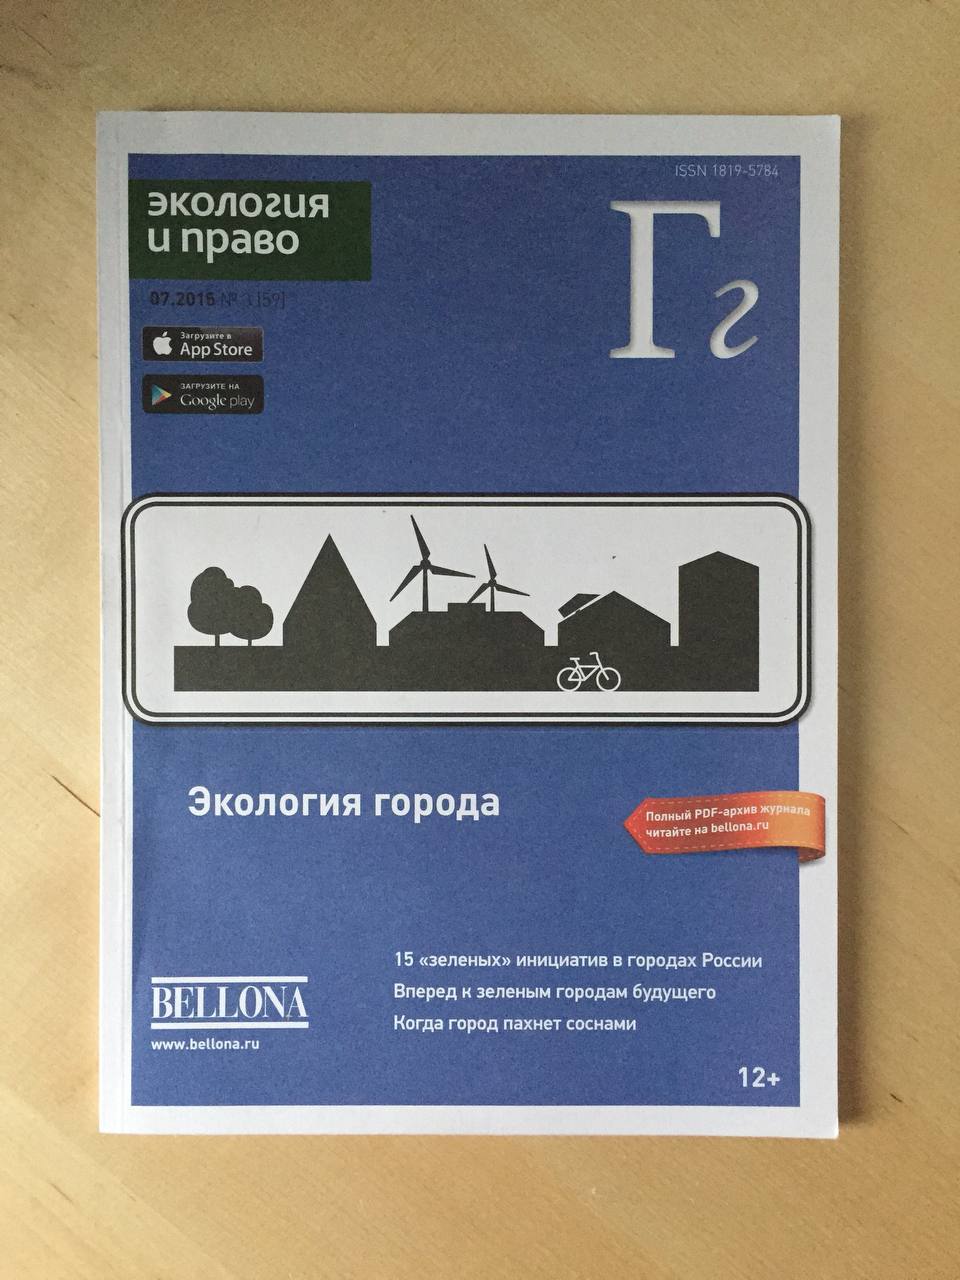 ISSN 1819-5784
экология
и право
Гг
07.2015 № 3 [59]
Загрузите в
App Store
ЗАГРУЗИТЕ НА
Google play
Экология города
Полный PDF-архив журнала
читайте на bellona.ru
15 «зеленых» инициатив в городах России
Вперед к зеленым городам будущего
Когда город пахнет соснами
BELLONA
www.bellona.ru
12+